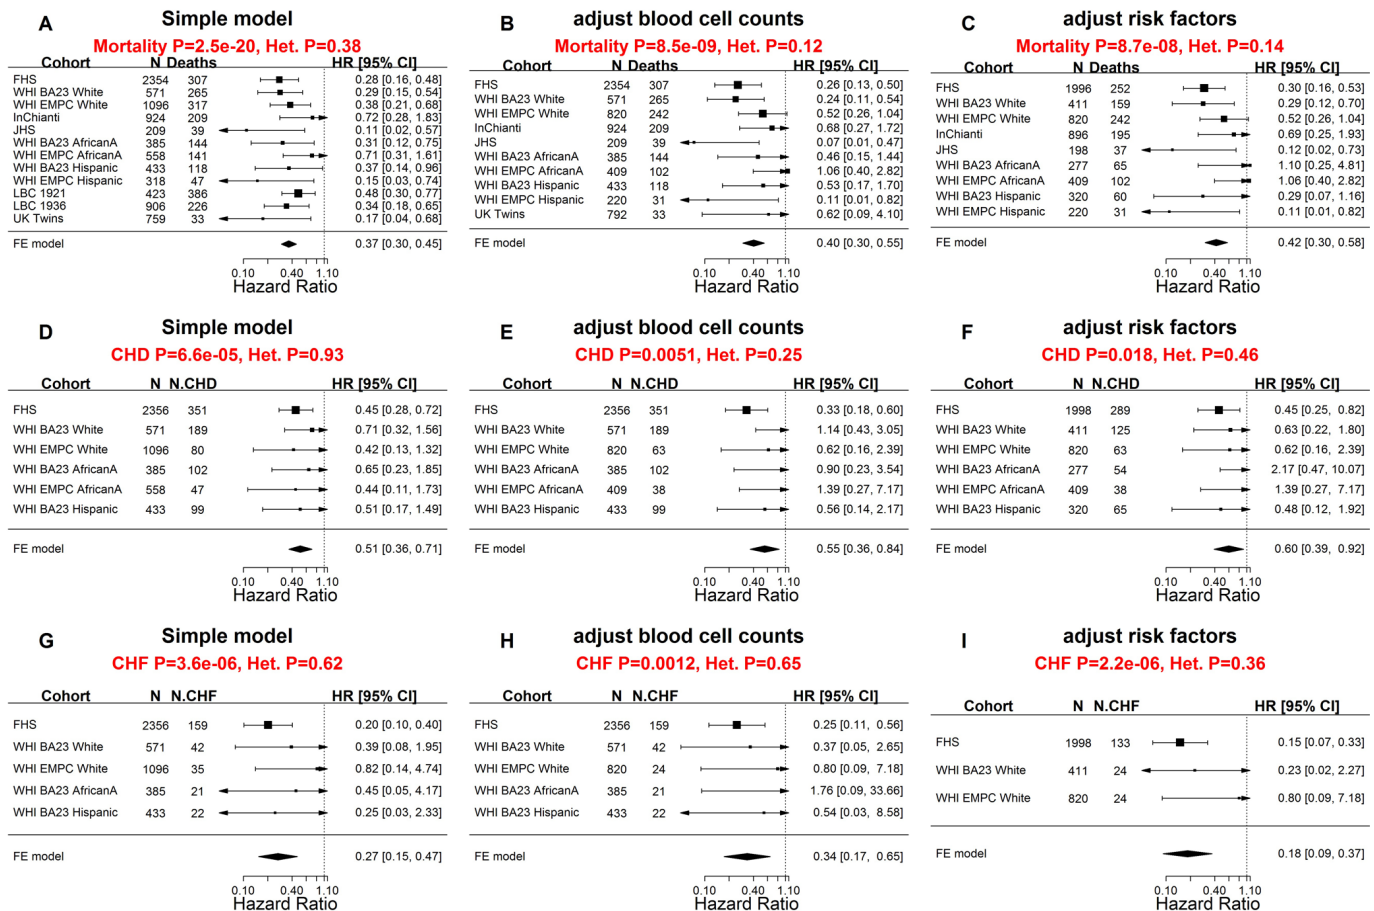 A Simple model
Mortality P=2.5e-20, Het. P=0.38
Cohort N Deaths HR [95% CI]
FHS 2354 307 0.28 [0.16, 0.48]
WHI BA23 White 571 265 0.29 [0.15, 0.54]
WHI EMPC White 1096 317 0.38 [0.21, 0.68]
InChianti 924 209 0.72 [0.28, 1.83]
JHS 209 39 0.11 [0.02, 0.57]
WHI BA23 AfricanA 385 144 0.31 [0.12, 0.75]
WHI EMPC AfricanA 558 141 0.71 [0.31, 1.61]
WHI BA23 Hispanic 433 118 0.37 [0.14, 0.96]
WHI EMPC Hispanic 318 47 0.15 [0.03, 0.74]
LBC 1921 423 386 0.48 [0.30, 0.77]
LBC 1936 906 226 0.34 [0.18, 0.65]
UK Twins 759 33 0.17 [0.04, 0.68]
FE model 0.37 [0.30, 0.45]
0.10 0.40 1.10
Hazard Ratio
B adjust blood cell counts
Mortality P=8.5e-09, Het. P=0.12
Cohort N Deaths HR [95% CI]
FHS 2354 307 0.26 [0.13, 0.50]
WHI BA23 White 571 265 0.24 [0.11, 0.54]
WHI EMPC White 820 242 0.52 [0.26, 1.04]
InChianti 924 209 0.68 [0.27, 1.72]
JHS 209 39 0.07 [0.01, 0.47]
WHI BA23 AfricanA 385 144 0.46 [0.15, 1.44]
WHI EMPC AfricanA 409 102 1.06 [0.40, 2.82]
WHI BA23 Hispanic 433 118 0.53 [0.17, 1.70]
WHI EMPC Hispanic 220 31 0.11 [0.01, 0.82]
UK Twins 792 33 0.62 [0.09, 4.10]
FE model 0.40 [0.30, 0.55]
0.10 0.40 1.10
Hazard Ratio
C adjust risk factors
Mortality P=8.7e-08, Het. P=0.14
Cohort N Deaths HR [95% CI]
FHS 1996 252 0.30 [0.16, 0.53]
WHI BA23 White 411 159 0.29 [0.12, 0.70]
WHI EMPC White 820 242 0.52 [0.26, 1.04]
InChianti 896 195 0.69 [0.25, 1.93]
JHS 198 37 0.12 [0.02, 0.73]
WHI BA23 AfricanA 277 65 1.10 [0.25, 4.81]
WHI EMPC AfricanA 409 102 1.06 [0.40, 2.82]
WHI BA23 Hispanic 320 60 0.29 [0.07, 1.16]
WHI EMPC Hispanic 220 31 0.11 [0.01, 0.82]
FE model 0.42 [0.30, 0.58]
0.10 0.40 1.10
Hazard Ratio
D Simple model
CHD P=6.6e-05, Het. P=0.93
Cohort N N.CHD HR [95% CI]
FHS 2356 351 0.45 [0.28, 0.72]
WHI BA23 White 571 189 0.71 [0.32, 1.56]
WHI EMPC White 1096 80 0.42 [0.13, 1.32]
WHI BA23 AfricanA 385 102 0.65 [0.23, 1.85]
WHI EMPC AfricanA 558 47 0.44 [0.11, 1.73]
WHI BA23 Hispanic 433 99 0.51 [0.17, 1.49]
FE model 0.51 [0.36, 0.71]
0.10 0.40 1.10
Hazard Ratio
E adjust blood cell counts
CHD P=0.0051, Het. P=0.25
Cohort N N.CHD HR [95% CI]
FHS 2356 351 0.33 [0.18, 0.60]
WHI BA23 White 571 189 1.14 [0.43, 3.05]
WHI EMPC White 820 63 0.62 [0.16, 2.39]
WHI BA23 AfricanA 385 102 0.90 [0.23, 3.54]
WHI EMPC AfricanA 409 38 1.39 [0.27, 7.17]
WHI BA23 Hispanic 433 99 0.56 [0.14, 2.17]
FE model 0.55 [0.36, 0.84]
0.10 0.40 1.10
Hazard Ratio
F adjust risk factors
CHD P=0.018, Het. P=0.46
Cohort N N.CHD HR [95% CI]
FHS 1998 289 0.45 [0.25, 0.82]
WHI BA23 White 411 125 0.63 [0.22, 1.80]
WHI EMPC White 820 63 0.62 [0.16, 2.39]
WHI BA23 AfricanA 277 54 2.17 [0.47, 10.07]
WHI EMPC AfricanA 409 38 1.39 [0.27, 7.17]
WHI BA23 Hispanic 320 65 0.48 [0.12, 1.92]
FE model 0.60 [0.39, 0.92]
0.10 0.40 1.10
Hazard Ratio
G Simple model
CHF P=3.6e-06, Het. P=0.62
Cohort N N.CHF HR [95% CI]
FHS 2356 159 0.20 [0.10, 0.40]
WHI BA23 White 571 42 0.39 [0.08, 1.95]
WHI EMPC White 1096 35 0.82 [0.14, 4.74]
WHI BA23 AfricanA 385 21 0.45 [0.05, 4.17]
WHI BA23 Hispanic 433 22 0.25 [0.03, 2.33]
FE model 0.27 [0.15, 0.47]
0.10 0.40 1.10
Hazard Ratio
H adjust blood cell counts
CHF P=0.0012, Het. P=0.65
Cohort N N.CHF HR [95% CI]
FHS 2356 159 0.25 [0.11, 0.56]
WHI BA23 White 571 42 0.37 [0.05, 2.65]
WHI EMPC White 820 24 0.80 [0.09, 7.18]
WHI BA23 AfricanA 385 21 1.76 [0.09, 33.66]
WHI BA23 Hispanic 433 22 0.54 [0.03, 8.58]
FE model 0.34 [0.17, 0.65]
0.10 0.40 1.10
Hazard Ratio
I adjust risk factors
CHF P=2.2e-06, Het. P=0.36
Cohort N N.CHF HR [95% CI]
FHS 1998 133 0.15 [0.07, 0.33]
WHI BA23 White 411 24 0.23 [0.02, 2.27]
WHI EMPC White 820 24 0.80 [0.09, 7.18]
FE model 0.18 [0.09, 0.37]
0.10 0.40 1.10
Hazard Ratio